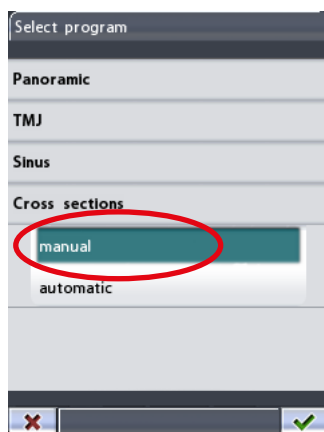 Select program
Panoramic
TMJ
Sinus
Cross sections
manual
automatic